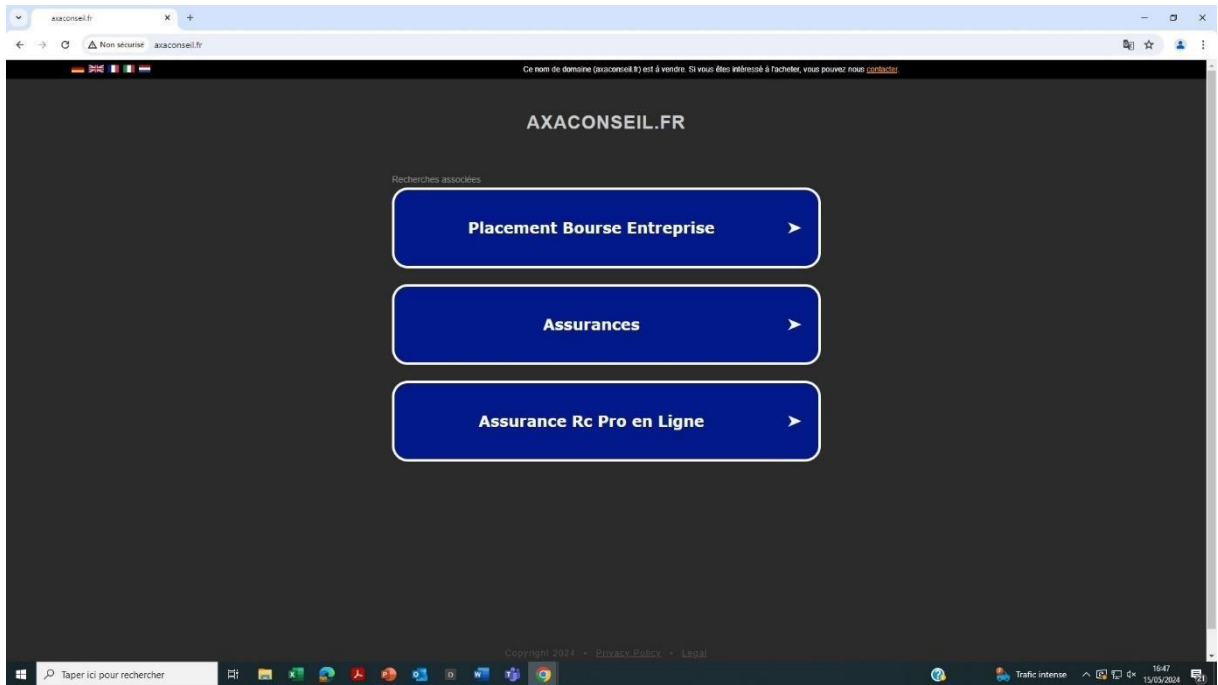 axaconseil.fr
Non sécurisé axaconseil.fr
Ce nom de domaine (axaconseil.fr) est à vendre. Si vous êtes intéressé à l'acheter, vous pouvez nous contacter.
AXACONSEIL.FR
Recherches associées
Placement Bourse Entreprise
Assurances
Assurance Rc Pro en Ligne
Copyright 2024 • Privacy Policy • Legal
Taper ici pour rechercher
Trafic intense
16:47
15/05/2024
21